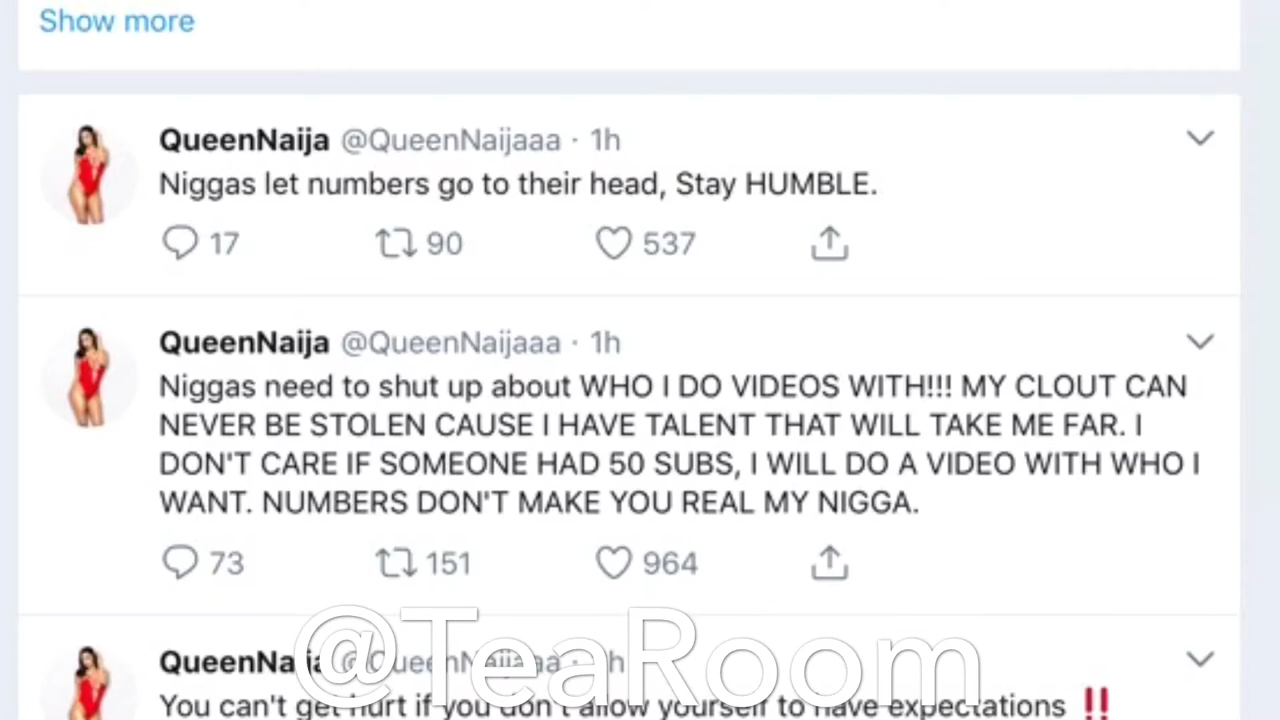 Show more
QueenNaija @QueenNaijaaa · 1h
Niggas let numbers go to their head, Stay HUMBLE.
17 90 537
QueenNaija @QueenNaijaaa · 1h
Niggas need to shut up about WHO I DO VIDEOS WITH!!! MY CLOUT CAN
NEVER BE STOLEN CAUSE I HAVE TALENT THAT WILL TAKE ME FAR. I
DON'T CARE IF SOMEONE HAD 50 SUBS, I WILL DO A VIDEO WITH WHO I
WANT. NUMBERS DON'T MAKE YOU REAL MY NIGGA.
73 151 964
@TeaRoom
QueenNaija @QueenNaijaaa · 1h
You can't get hurt if you don't allow yourself to have expectations ‼️